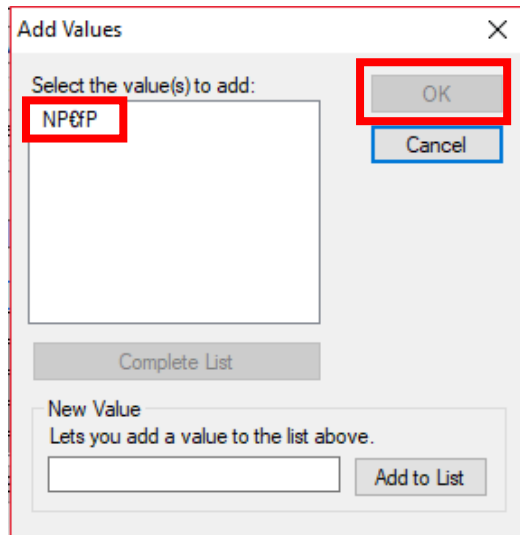 Add Values
Select the value(s) to add:
OK
NP€fP
Cancel
Complete List
New Value
Lets you add a value to the list above.
Add to List